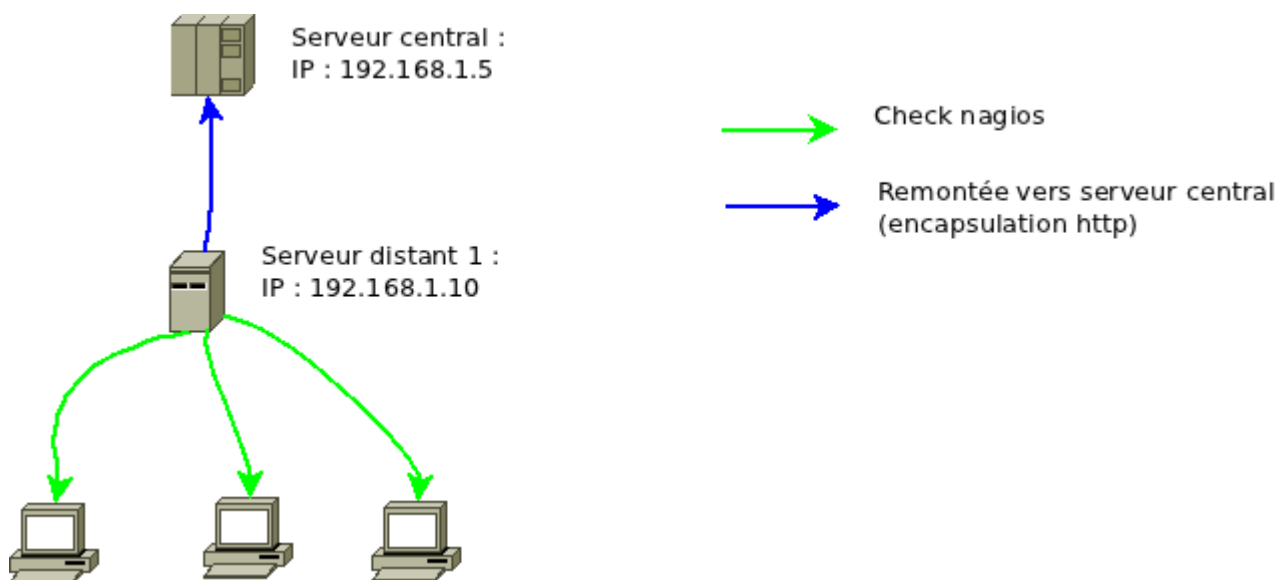 Serveur central :
IP : 192.168.1.5
Check nagios
Remontée vers serveur central
(encapsulation http)
Serveur distant 1 :
IP : 192.168.1.10